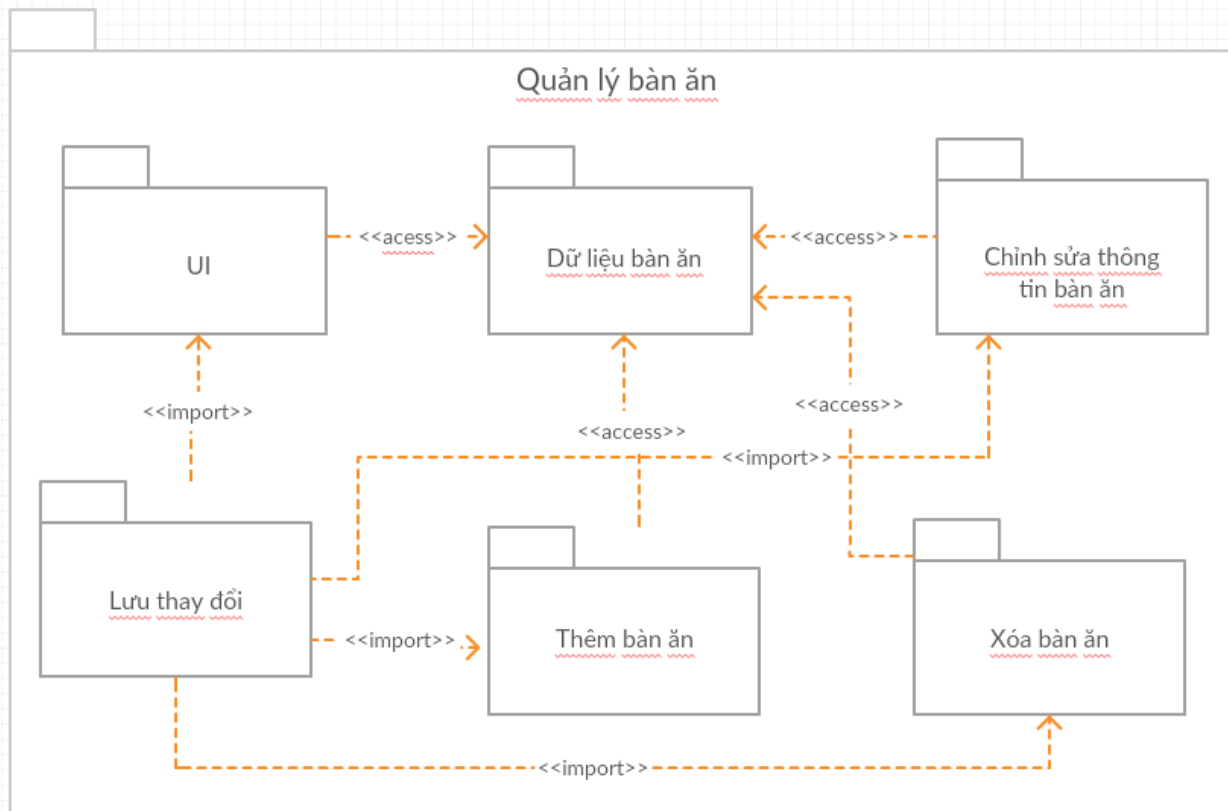 Quản lý bàn ăn
UI
<<acess>>
Dữ liệu bàn ăn
<<access>>
Chỉnh sửa thông
tin bàn ăn
<<import>>
<<access>>
<<access>>
<<import>>
Lưu thay đổi
<<import>>
Thêm bàn ăn
Xóa bàn ăn
<<import>>